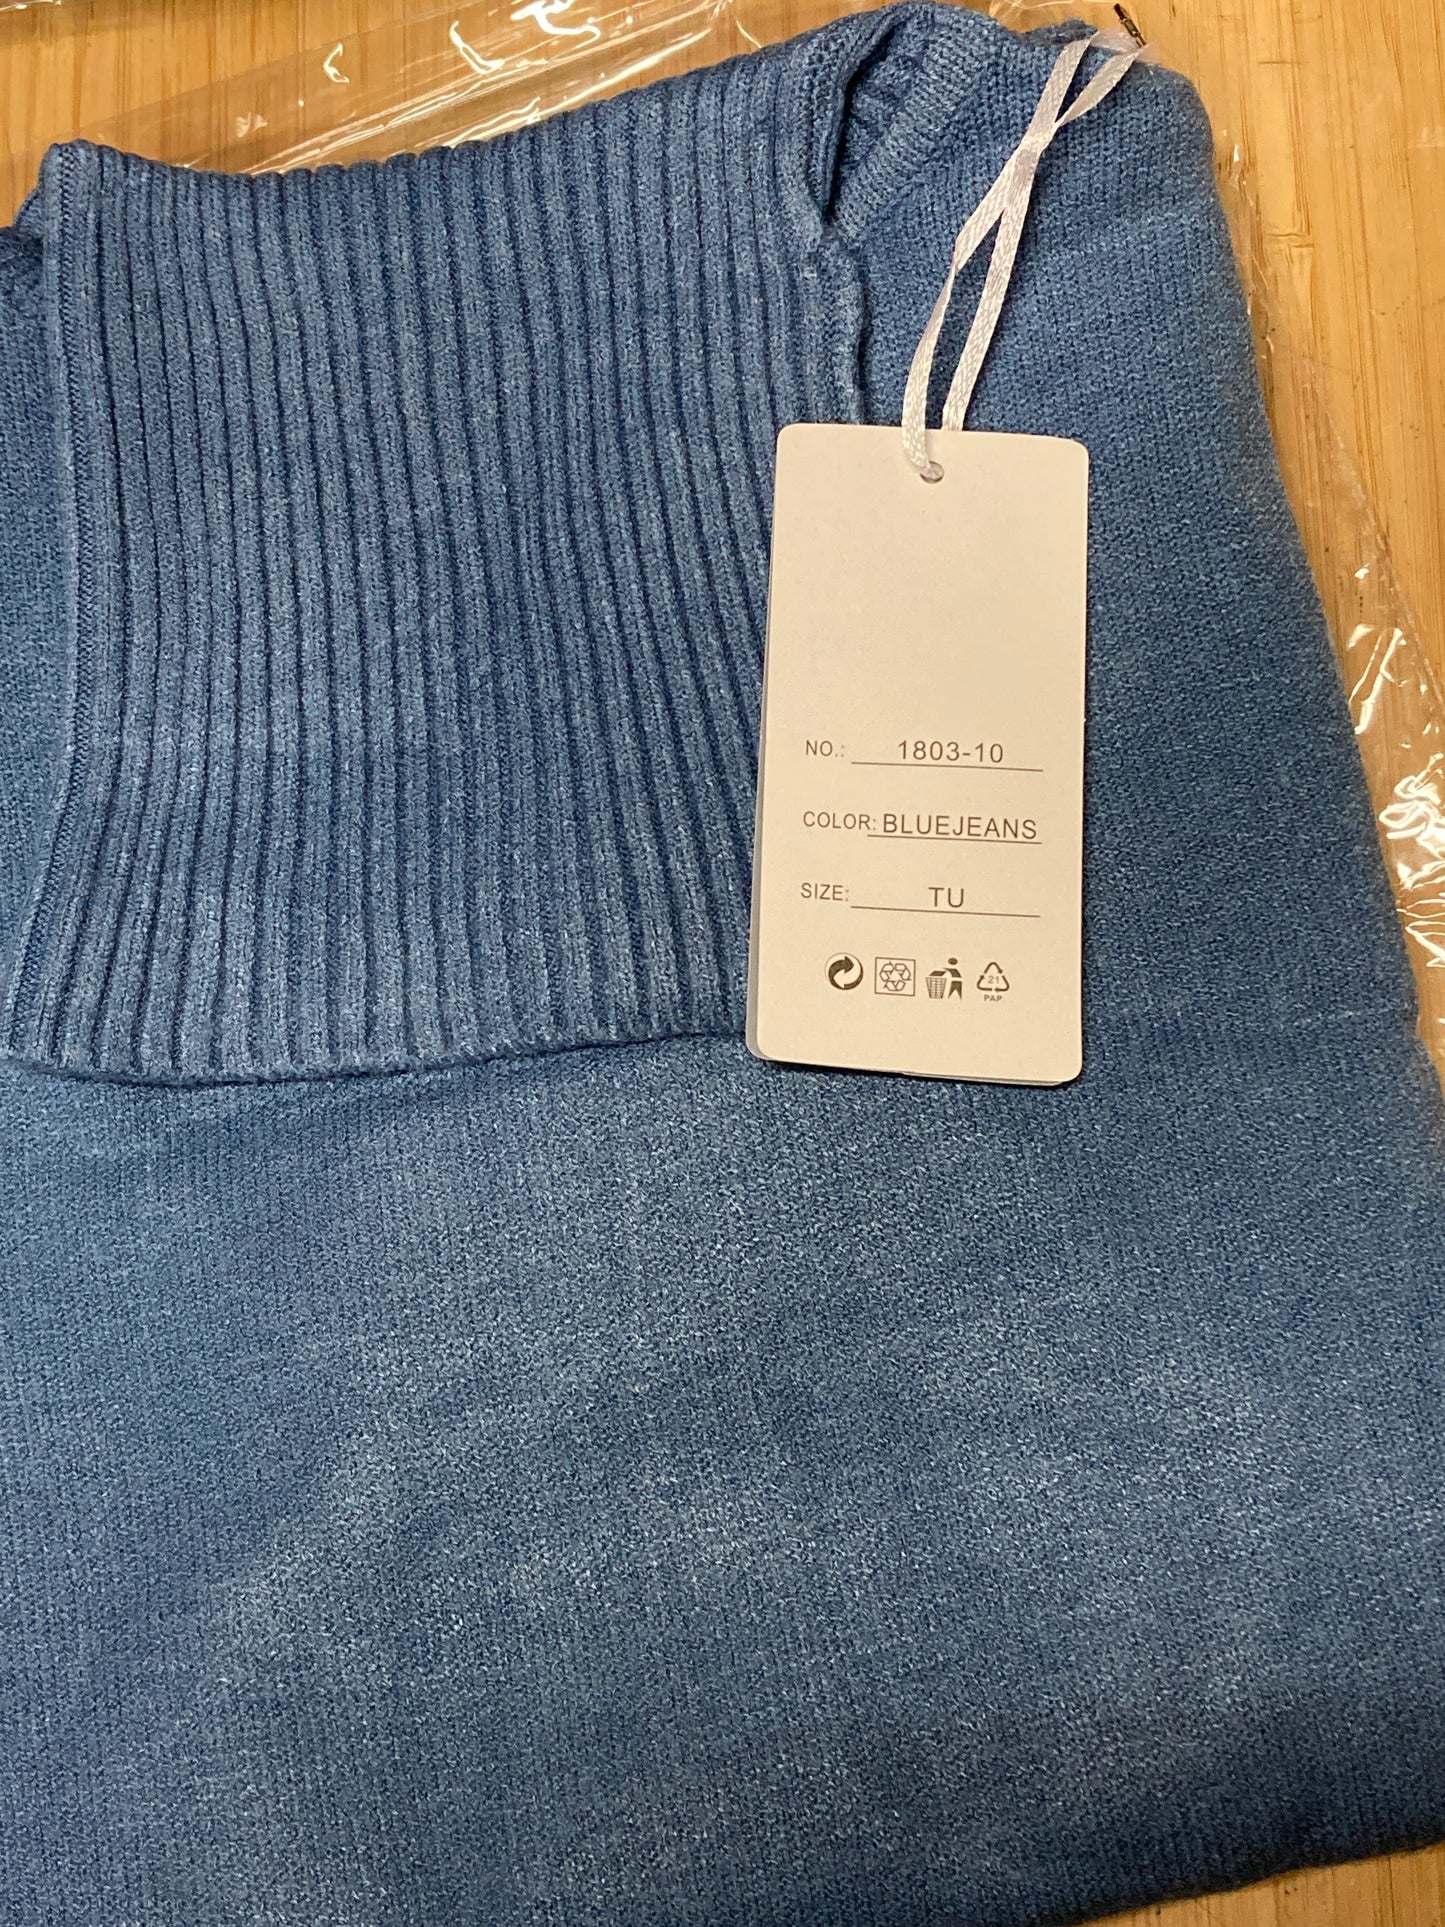 NO.: 1803-10
COLOR: BLUEJEANS
SIZE: TU
21
PAP